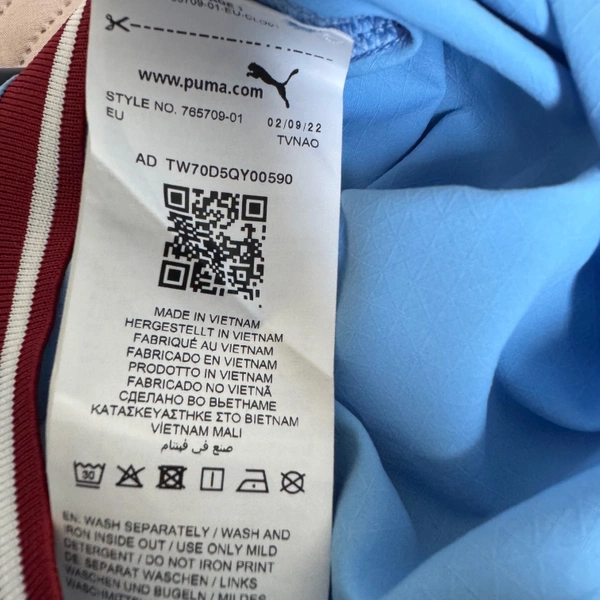 www.puma.com
STYLE NO. 765709-01
EU
02/09/22
TVNAO
AD TW70D5QY00590
MADE IN VIETNAM
HERGESTELLT IN VIETNAM
FABRIQUÉ AU VIETNAM
FABRICADO EN VIETNAM
PRODOTTO IN VIETNAM
FABRICADO NO VIETNÃ
СДЕЛАНО ВО ВЬЕТНАМЕ
ΚΑΤΑΣΚΕΥΑΣΤΗΚΕ ΣΤΟ ΒΙΕΤΝΑΜ
VİETNAM MALI
صنع في فيتنام
30
EN: WASH SEPARATELY / WASH AND
IRON INSIDE OUT / USE ONLY MILD
DETERGENT / DO NOT IRON PRINT
DE: SEPARAT WASCHEN / LINKS
WASCHEN UND BÜGELN / MILDES